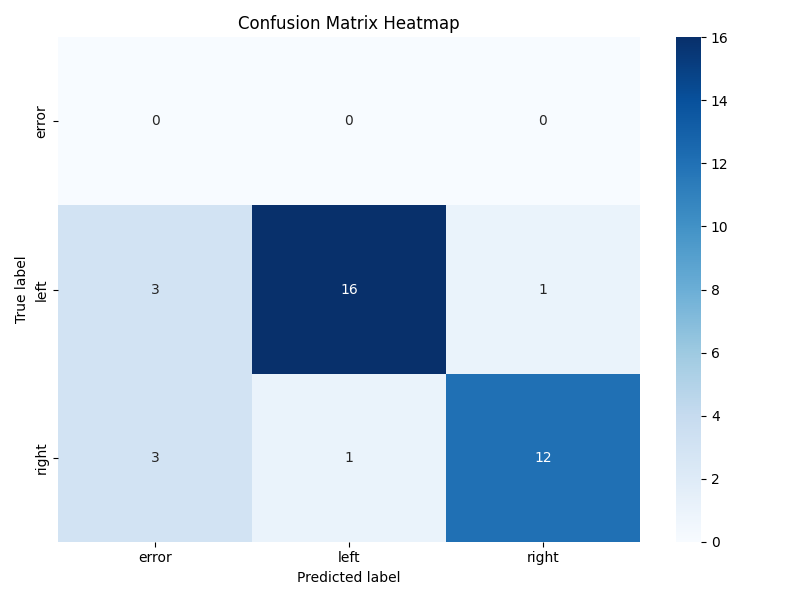 Confusion Matrix Heatmap
True label
error
left
right
0 0 0
3 16 1
3 1 12
error left right
Predicted label
16
14
12
10
8
6
4
2
0